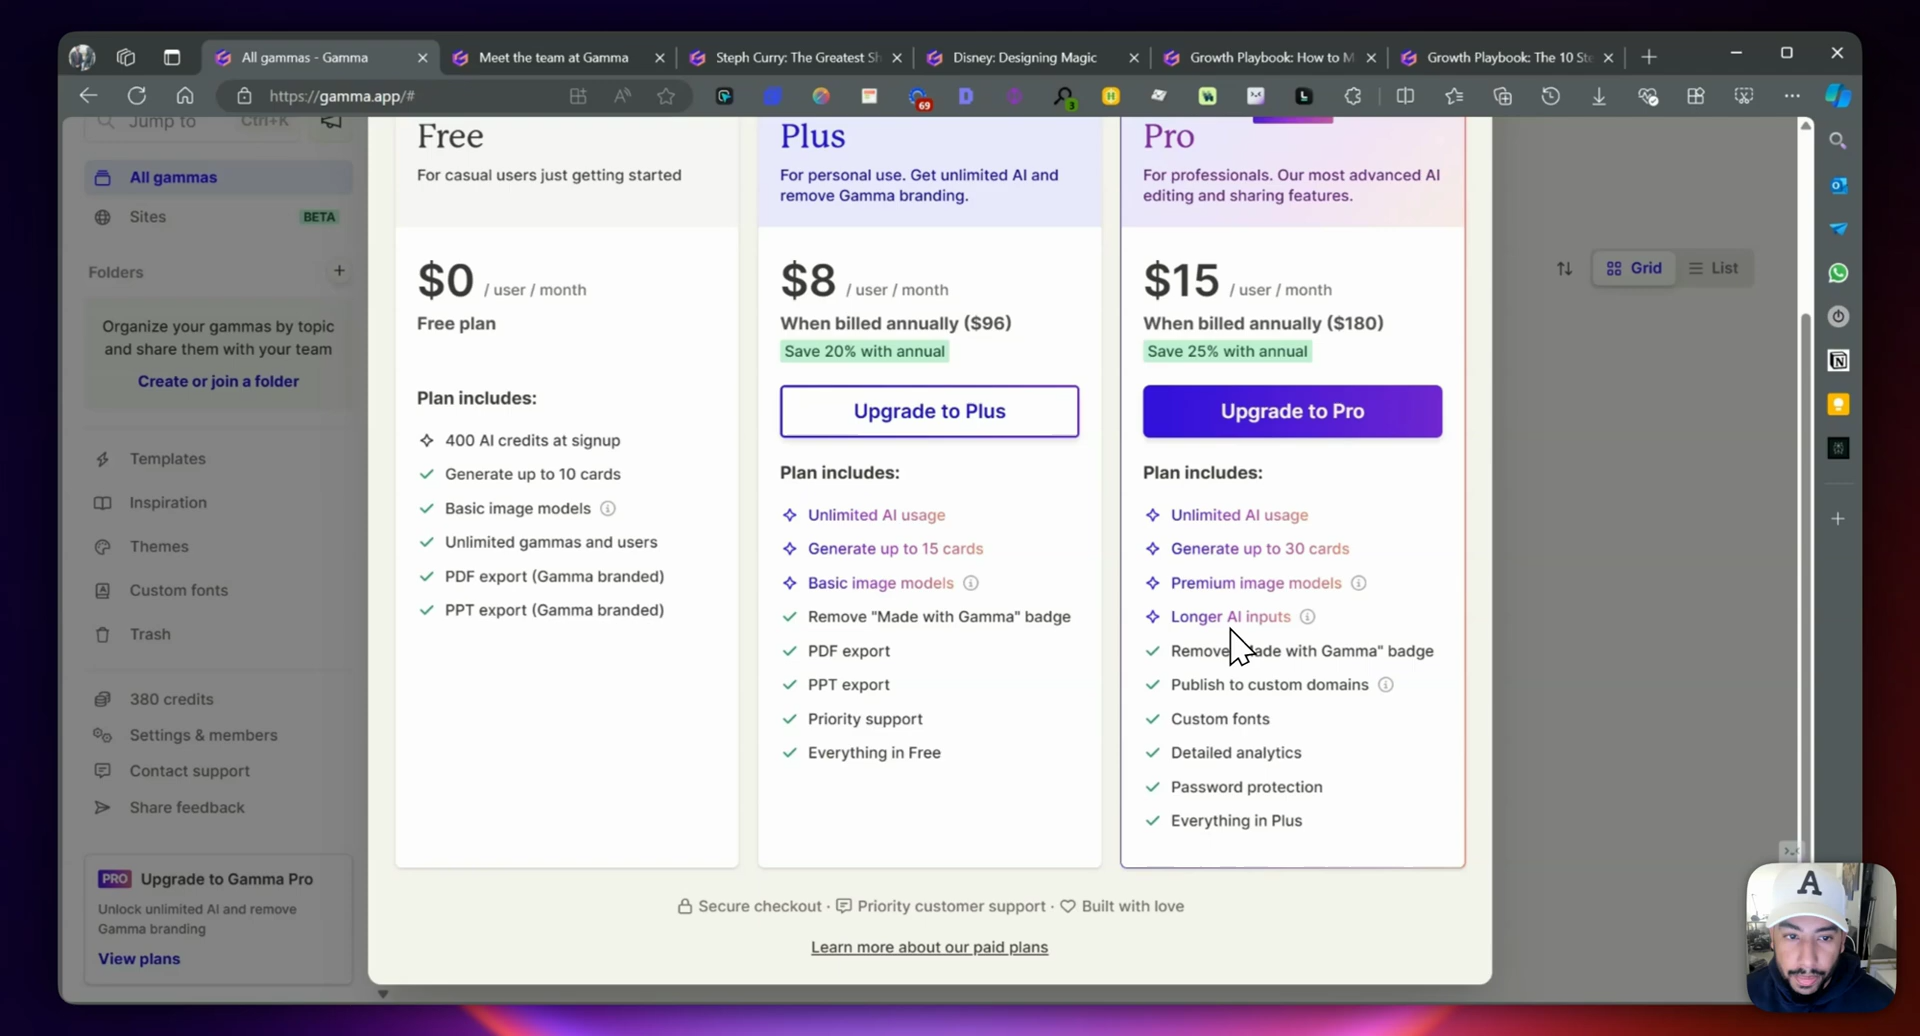 All gammas - Gamma
Meet the team at Gamma
Steph Curry: The Greatest Sh
Disney: Designing Magic
Growth Playbook: How to M
Growth Playbook: The 10 Ste
https://gamma.app/#
69
3
Jump to
Ctrl+K
All gammas
Sites
BETA
Folders
Organize your gammas by topic
and share them with your team
Create or join a folder
Templates
Inspiration
Themes
Custom fonts
Trash
380 credits
Settings & members
Contact support
Share feedback
PRO Upgrade to Gamma Pro
Unlock unlimited AI and remove
Gamma branding
View plans
Free
For casual users just getting started
$0 / user / month
Free plan
Plan includes:
400 AI credits at signup
Generate up to 10 cards
Basic image models
Unlimited gammas and users
PDF export (Gamma branded)
PPT export (Gamma branded)
Plus
For personal use. Get unlimited AI and
remove Gamma branding.
$8 / user / month
When billed annually ($96)
Save 20% with annual
Upgrade to Plus
Plan includes:
Unlimited AI usage
Generate up to 15 cards
Basic image models
Remove "Made with Gamma" badge
PDF export
PPT export
Priority support
Everything in Free
Pro
For professionals. Our most advanced AI
editing and sharing features.
$15 / user / month
When billed annually ($180)
Save 25% with annual
Upgrade to Pro
Plan includes:
Unlimited AI usage
Generate up to 30 cards
Premium image models
Longer AI inputs
Remove "Made with Gamma" badge
Publish to custom domains
Custom fonts
Detailed analytics
Password protection
Everything in Plus
Secure checkout · Priority customer support · Built with love
Learn more about our paid plans
Grid
List
A